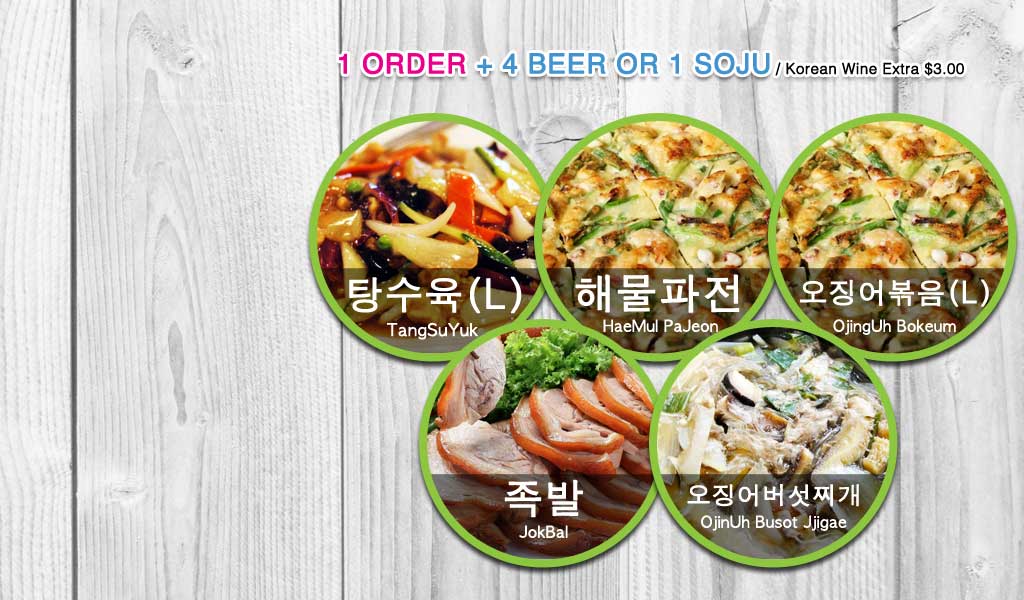 1 ORDER + 4 BEER OR 1 SOJU / Korean Wine Extra $3.00
탕수육(L)
TangSuYuk
해물파전
HaeMul PaJeon
오징어볶음(L)
OjingUh Bokeum
족발
JokBal
오징어버섯찌개
OjinUh Busot Jjigae